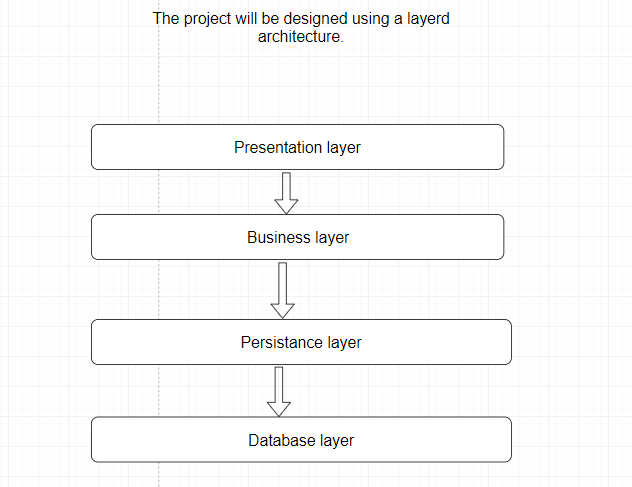 The project will be designed using a layerd
architecture.
Presentation layer
Business layer
Persistance layer
Database layer